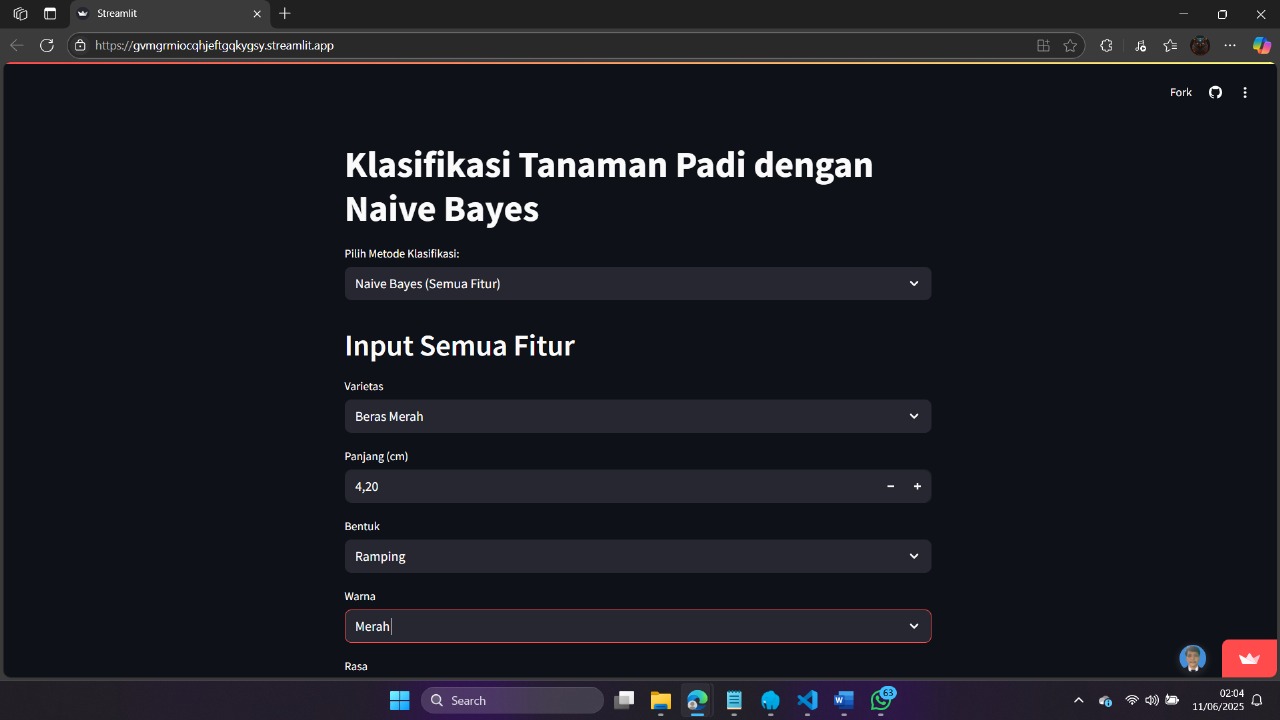 Streamlit
https://gvmgrmiocqhjeftgqkygsy.streamlit.app
Fork
Klasifikasi Tanaman Padi dengan
Naive Bayes
Pilih Metode Klasifikasi:
Naive Bayes (Semua Fitur)
Input Semua Fitur
Varietas
Beras Merah
Panjang (cm)
4,20
Bentuk
Ramping
Warna
Merah
Rasa
Search
63
02:04
11/06/2025